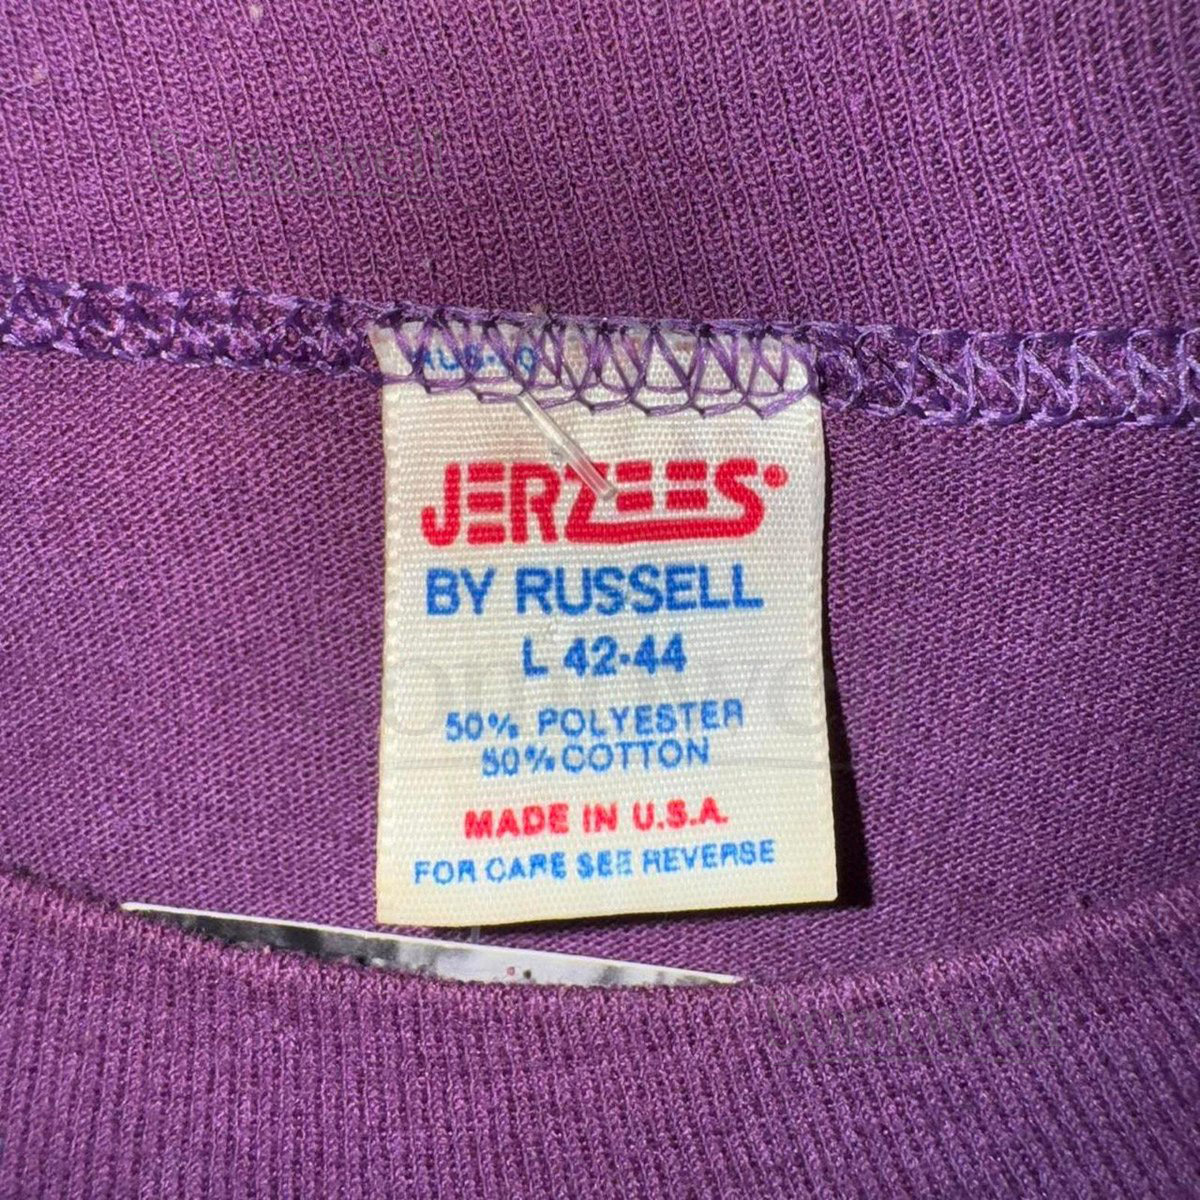 JERZEES®
BY RUSSELL
L 42-44
50% POLYESTER
50% COTTON
MADE IN U.S.A.
FOR CARE SEE REVERSE